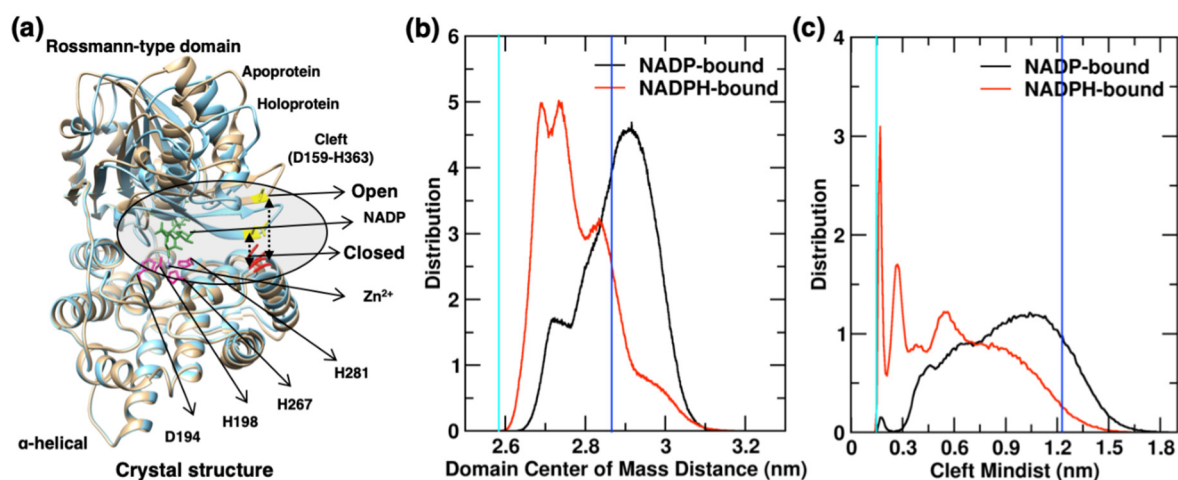 (a)
Rossmann-type domain
Apoprotein
Holoprotein
Cleft
(D159-H363)
Open
NADP
Closed
Zn²⁺
H281
H267
H198
D194
α-helical
Crystal structure
(b)
6
5
4
3
2
1
0
Distribution
NADP-bound
NADPH-bound
2.6
2.8
3
3.2
Domain Center of Mass Distance (nm)
(c)
4
3
2
1
0
Distribution
NADP-bound
NADPH-bound
0
0.3
0.6
0.9
1.2
1.5
1.8
Cleft Mindist (nm)